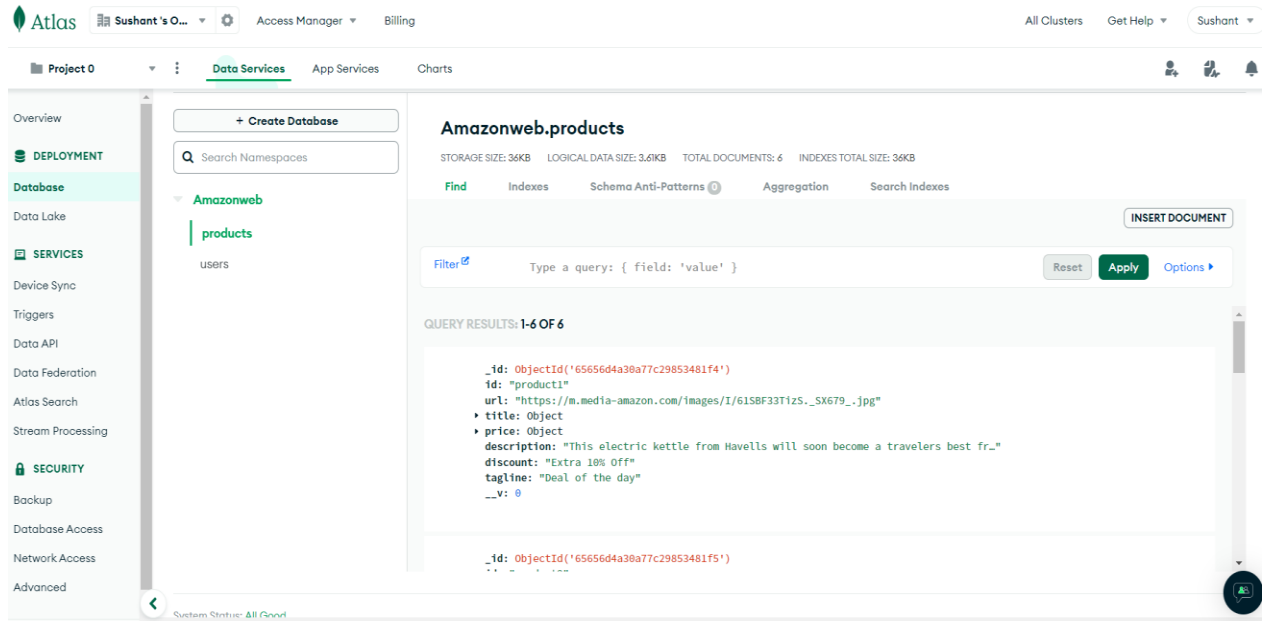 Atlas
Sushant 's O...
Access Manager
Billing
All Clusters
Get Help
Sushant
Project 0
Data Services
App Services
Charts
Overview
DEPLOYMENT
Database
Data Lake
SERVICES
Device Sync
Triggers
Data API
Data Federation
Atlas Search
Stream Processing
SECURITY
Backup
Database Access
Network Access
Advanced
+ Create Database
Search Namespaces
Amazonweb
products
users
Amazonweb.products
STORAGE SIZE: 36KB LOGICAL DATA SIZE: 3.61KB TOTAL DOCUMENTS: 6 INDEXES TOTAL SIZE: 36KB
Find Indexes Schema Anti-Patterns 0 Aggregation Search Indexes
INSERT DOCUMENT
Filter
Type a query: { field: 'value' }
Reset
Apply
Options
QUERY RESULTS: 1-6 OF 6
_id: ObjectId('65656d4a30a77c29853481f4')
id: "product1"
url: "https://m.media-amazon.com/images/I/61SBF33TizS._SX679_.jpg"
title: Object
price: Object
description: "This electric kettle from Havells will soon become a travelers best fr…"
discount: "Extra 10% Off"
tagline: "Deal of the day"
__v: 0
_id: ObjectId('65656d4a30a77c29853481f5')
System Status: All Good